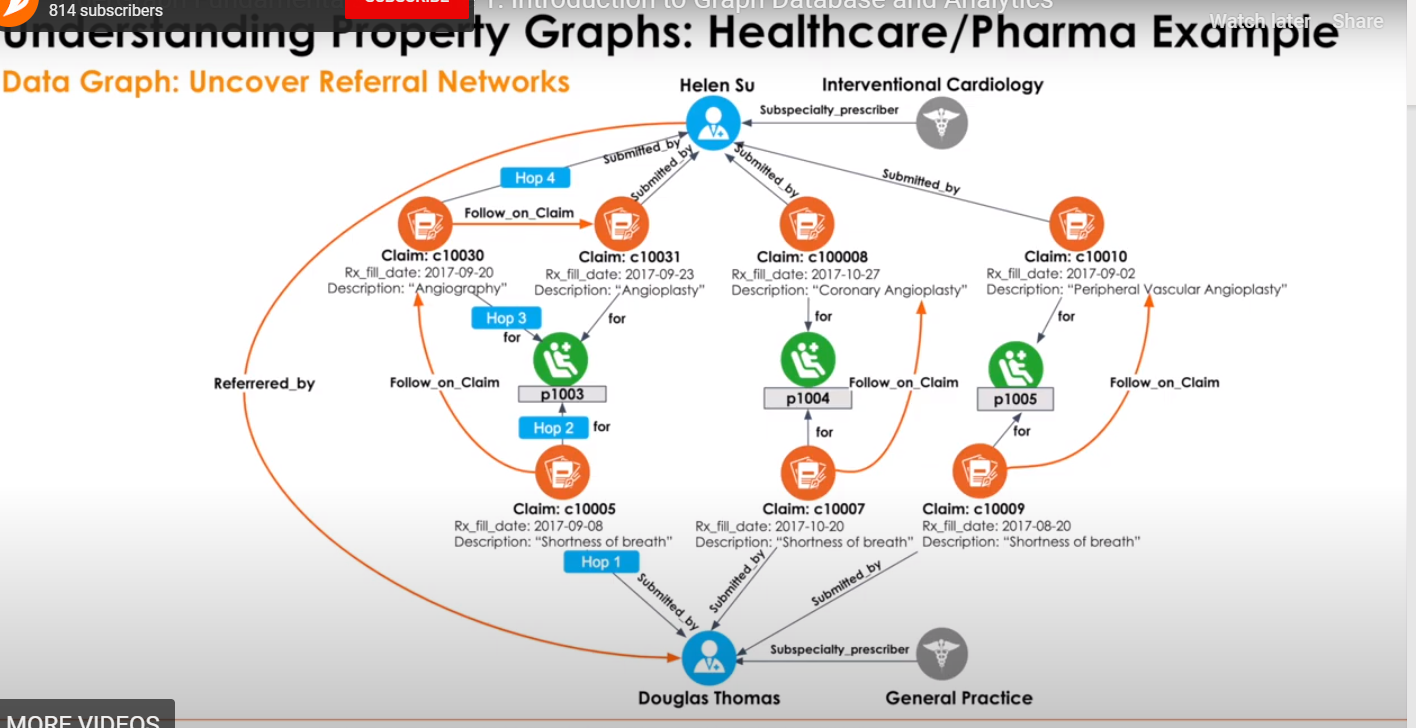 814 subscribers
SUBSCRIBE
1: Introduction to Graph Database and Analytics
Watch later
Share
Understanding Property Graphs: Healthcare/Pharma Example
Data Graph: Uncover Referral Networks
Helen Su
Interventional Cardiology
Subspecialty_prescriber
Submitted_by
Submitted_by
Submitted_by
Submitted_by
Hop 4
Follow_on_Claim
Claim: c10030
Rx_fill_date: 2017-09-20
Description: “Angiography”
Claim: c10031
Rx_fill_date: 2017-09-23
Description: “Angioplasty”
Claim: c100008
Rx_fill_date: 2017-10-27
Description: “Coronary Angioplasty”
Claim: c10010
Rx_fill_date: 2017-09-02
Description: “Peripheral Vascular Angioplasty”
Hop 3
for
for
for
for
Referrered_by
Follow_on_Claim
p1003
p1004
Follow_on_Claim
p1005
Follow_on_Claim
Hop 2
for
for
for
Claim: c10005
Rx_fill_date: 2017-09-08
Description: “Shortness of breath”
Claim: c10007
Rx_fill_date: 2017-10-20
Description: “Shortness of breath”
Claim: c10009
Rx_fill_date: 2017-08-20
Description: “Shortness of breath”
Hop 1
Submitted_by
Submitted_by
Submitted_by
Subspecialty_prescriber
Douglas Thomas
General Practice
MORE VIDEOS